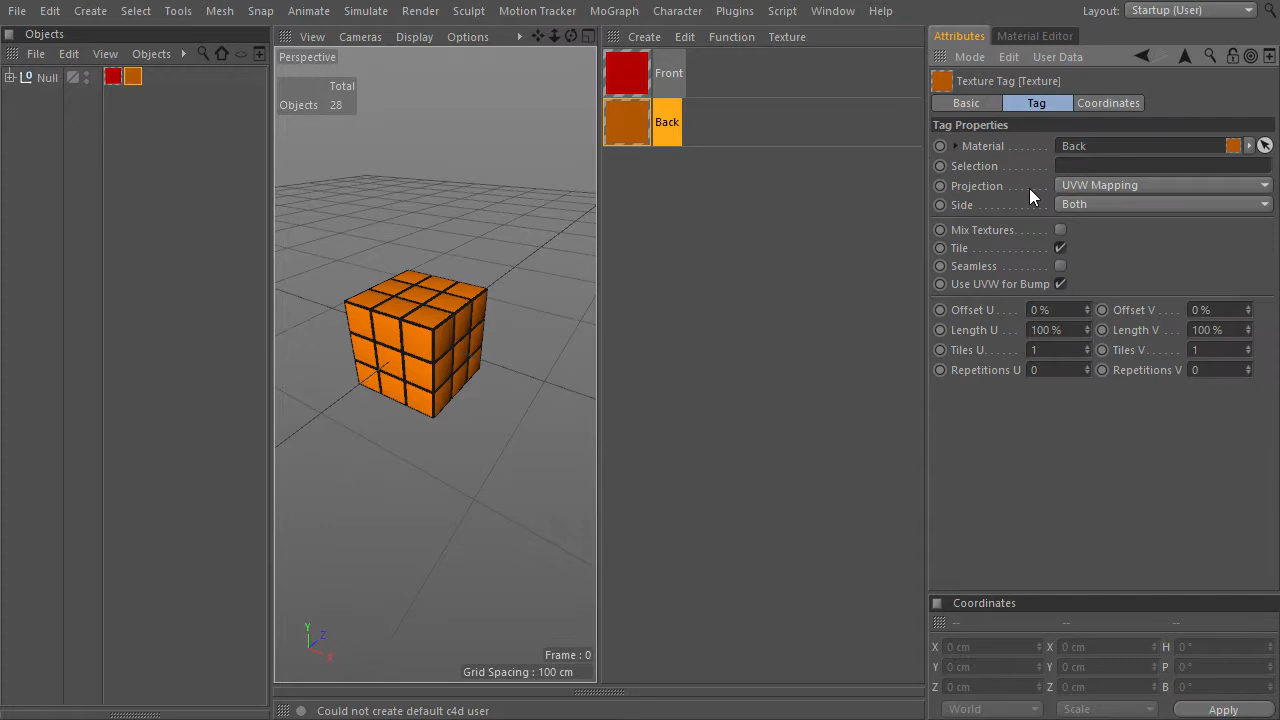 File Edit Create Select Tools Mesh Snap Animate Simulate Render Sculpt Motion Tracker MoGraph Character Plugins Script Window Help Layout: Startup (User)
Objects
File Edit View Objects
Null
View Cameras Display Options
Perspective
Total
Objects 28
Y
Z
X
Frame : 0
Grid Spacing : 100 cm
Create Edit Function Texture
Front
Back
Attributes Material Editor
Mode Edit User Data
Texture Tag [Texture]
Basic Tag Coordinates
Tag Properties
Material . . . . . . . Back
Selection . . . . . .
Projection . . . . . . UVW Mapping
Side . . . . . . . . . . Both
Mix Textures. . . . . .
Tile . . . . . . . . . . . .
Seamless . . . . . . . .
Use UVW for Bump
Offset U . . . . 0 % Offset V . . . . 0 %
Length U . . . 100 % Length V . . . 100 %
Tiles U. . . . . 1 Tiles V. . . . . 1
Repetitions U 0 Repetitions V 0
Coordinates
-- -- --
X 0 cm X 0 cm H 0 °
Y 0 cm Y 0 cm P 0 °
Z 0 cm Z 0 cm B 0 °
World Scale Apply
Could not create default c4d user